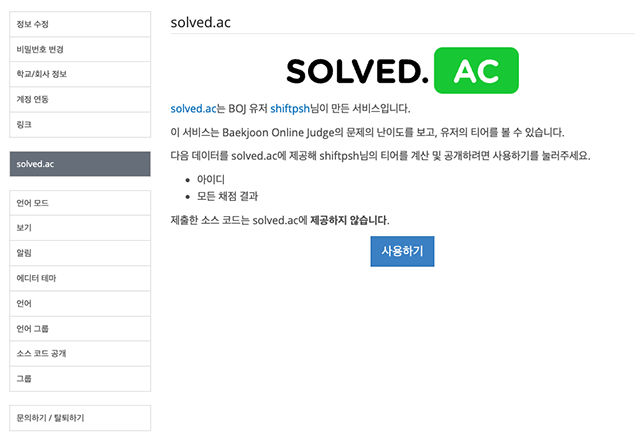 정보 수정
비밀번호 변경
학교/회사 정보
계정 연동
링크
solved.ac
언어 모드
보기
알림
에디터 테마
언어
언어 그룹
소스 코드 공개
그룹
문의하기 / 탈퇴하기
solved.ac
SOLVED.AC
solved.ac는 BOJ 유저 shiftpsh님이 만든 서비스입니다.
이 서비스는 Baekjoon Online Judge의 문제의 난이도를 보고, 유저의 티어를 볼 수 있습니다.
다음 데이터를 solved.ac에 제공해 shiftpsh님의 티어를 계산 및 공개하려면 사용하기를 눌러주세요.
• 아이디
• 모든 채점 결과
제출한 소스 코드는 solved.ac에 제공하지 않습니다.
사용하기